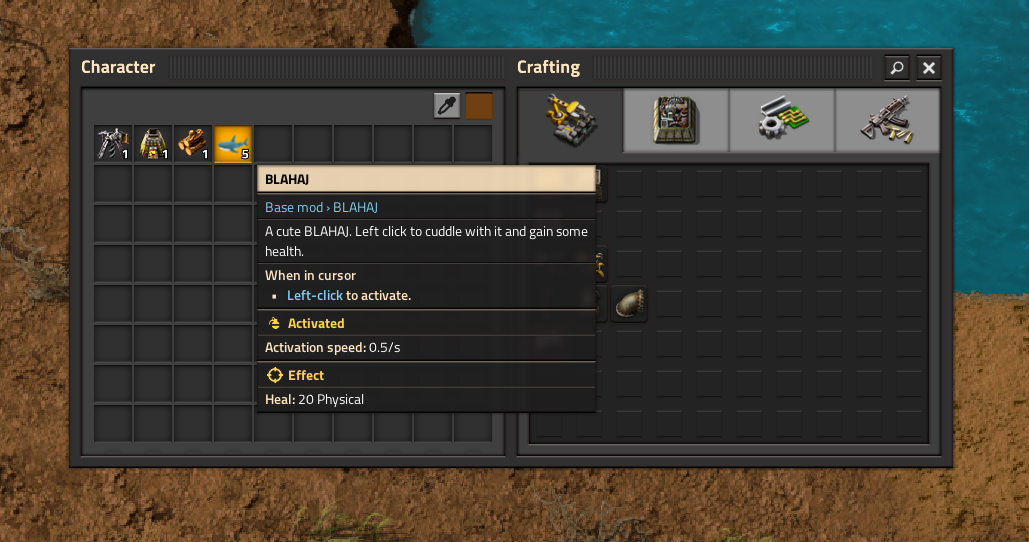 Character
Crafting
1
1
1
5
BLAHAJ
Base mod › BLAHAJ
A cute BLAHAJ. Left click to cuddle with it and gain some
health.
When in cursor
▪ Left-click to activate.
Activated
Activation speed: 0.5/s
Effect
Heal: 20 Physical